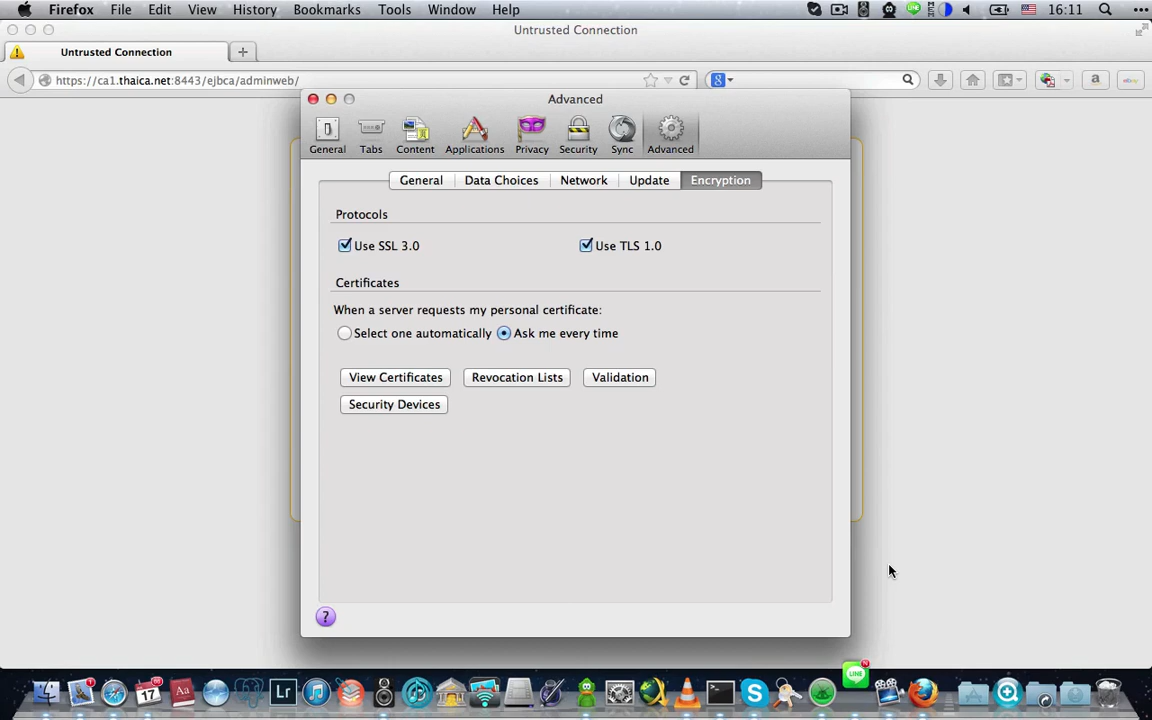 Firefox File Edit View History Bookmarks Tools Window Help 16:11
Untrusted Connection
Untrusted Connection
https://ca1.thaica.net:8443/ejbca/adminweb/
Advanced
General Tabs Content Applications Privacy Security Sync Advanced
General Data Choices Network Update Encryption
Protocols
Use SSL 3.0 Use TLS 1.0
Certificates
When a server requests my personal certificate:
Select one automatically Ask me every time
View Certificates Revocation Lists Validation
Security Devices
?
LINE
17 Lr